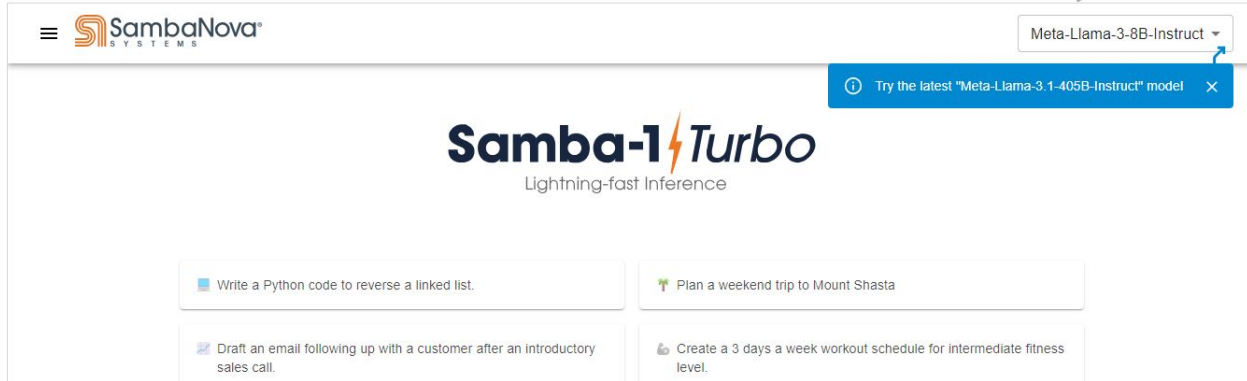 SambaNova®
SYSTEMS
Meta-Llama-3-8B-Instruct
Try the latest "Meta-Llama-3.1-405B-Instruct" model
Samba-1 Turbo
Lightning-fast Inference
Write a Python code to reverse a linked list.
Plan a weekend trip to Mount Shasta
Draft an email following up with a customer after an introductory
sales call.
Create a 3 days a week workout schedule for intermediate fitness
level.